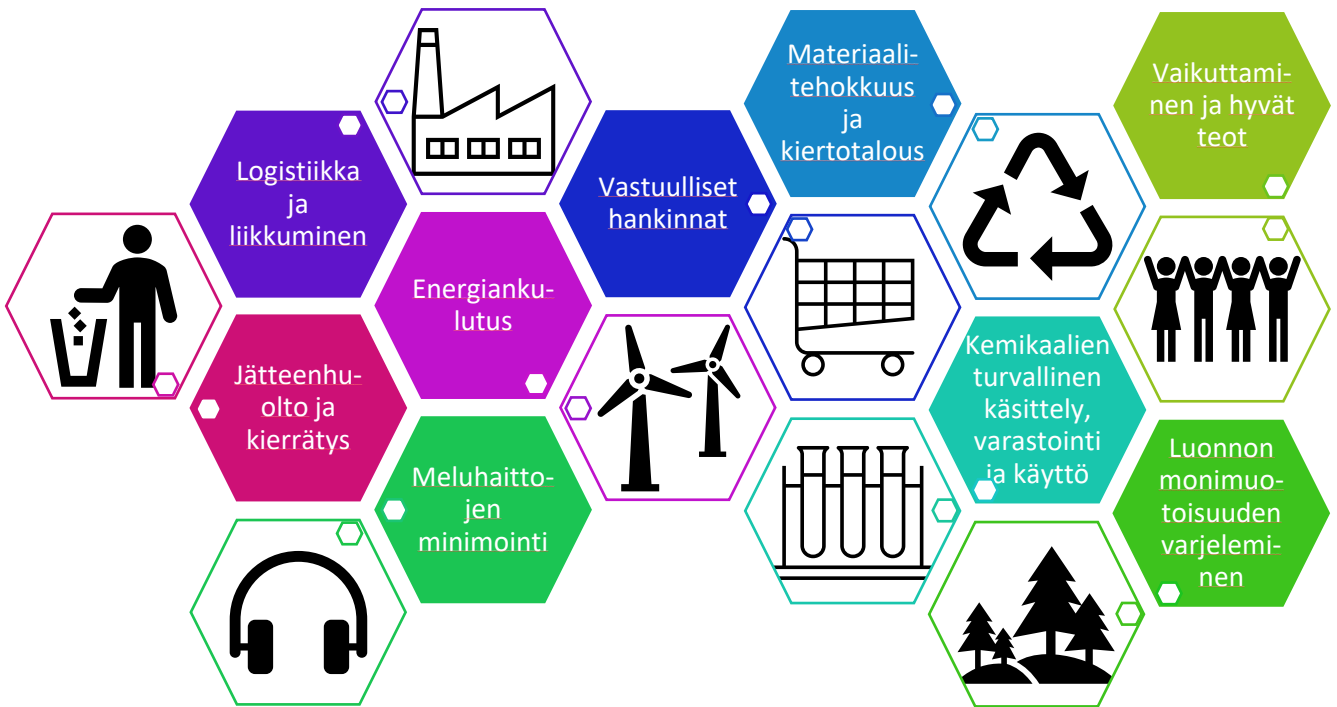 Logistiikka
ja
liikkuminen
Jätteenhu-
olto ja
kierrätys
Energianku-
lutus
Meluhaitto-
jen
minimointi
Vastuulliset
hankinnat
Materiaali-
tehokkuus
ja
kiertotalous
Kemikaalien
turvallinen
käsittely,
varastointi
ja käyttö
Vaikuttami-
nen ja hyvät
teot
Luonnon
monimuo-
toisuuden
varjelemi-
nen